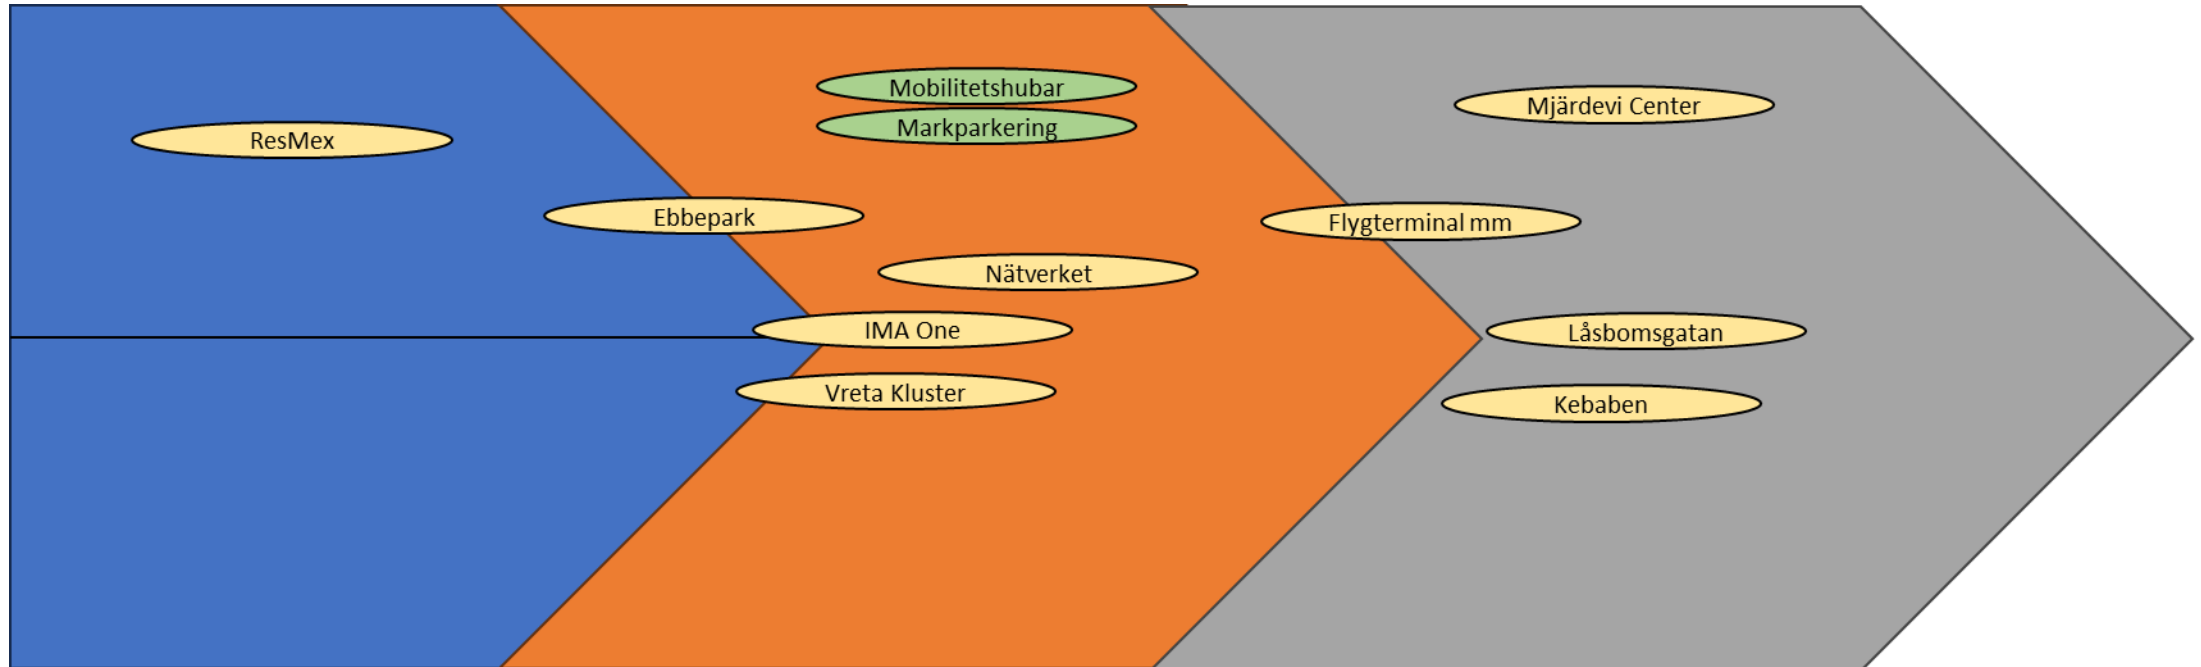 Mobilitetshubar
Mjärdevi Center
Markparkering
ResMex
Ebbepark
Flygterminal mm
Nätverket
IMA One
Låsbomsgatan
Vreta Kluster
Kebaben